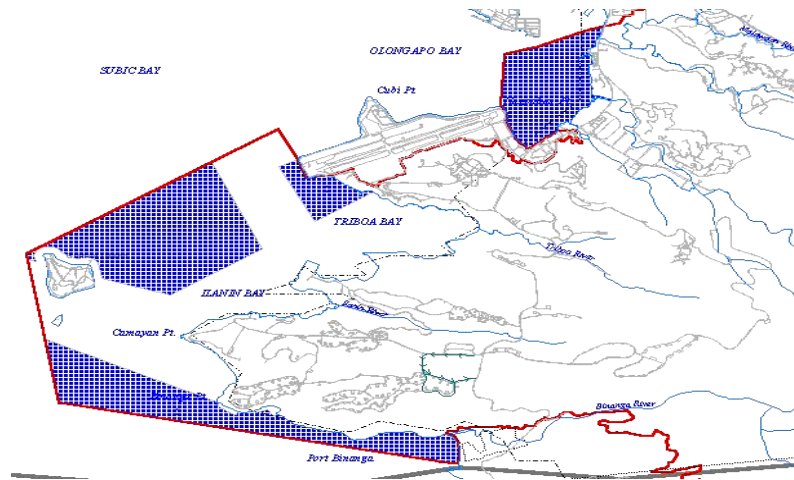 OLONGAPO BAY
SUBIC BAY
Cubi Pt
TRIBOA BAY
Triboa River
ILANIN BAY
Camayan Pt.
Binanga River
Port Binanga